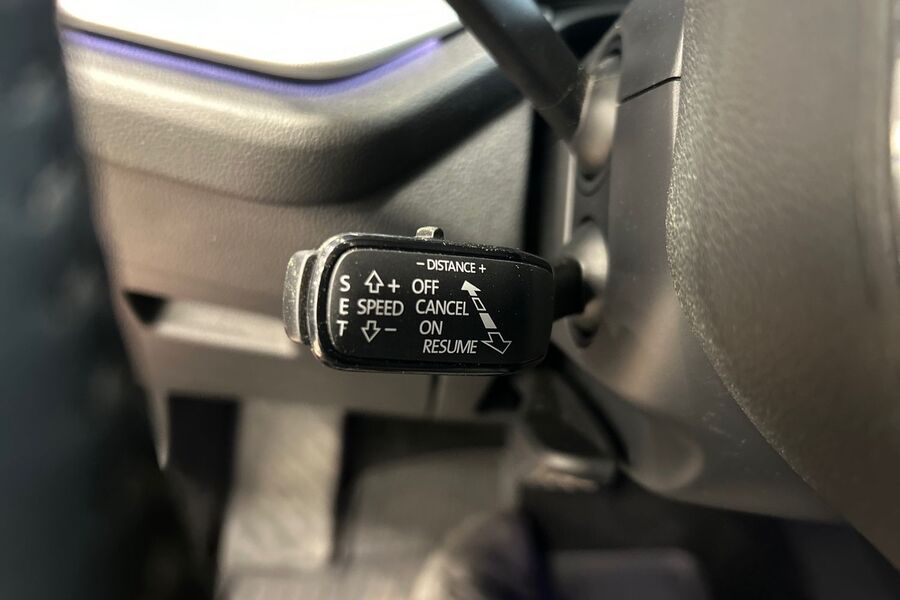 − DISTANCE +
S + OFF
E SPEED CANCEL
T − ON
RESUME